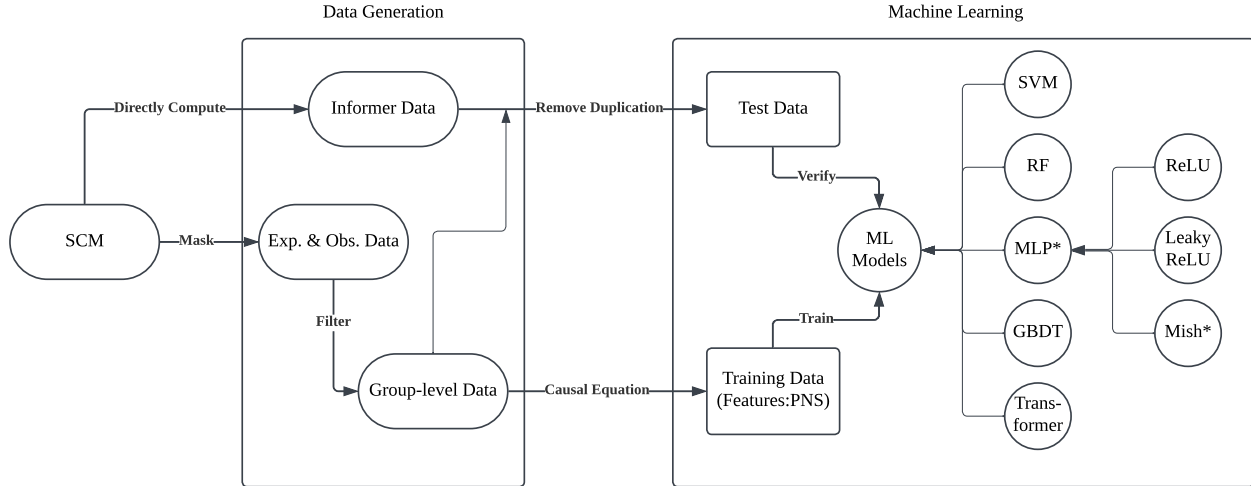 Data Generation
Machine Learning
Directly Compute
Informer Data
Remove Duplication
Test Data
SVM
Verify
RF
ReLU
SCM
Mask
Exp. & Obs. Data
ML
Models
MLP*
Leaky
ReLU
Filter
Train
GBDT
Mish*
Group-level Data
Causal Equation
Training Data
(Features:PNS)
Trans-
former